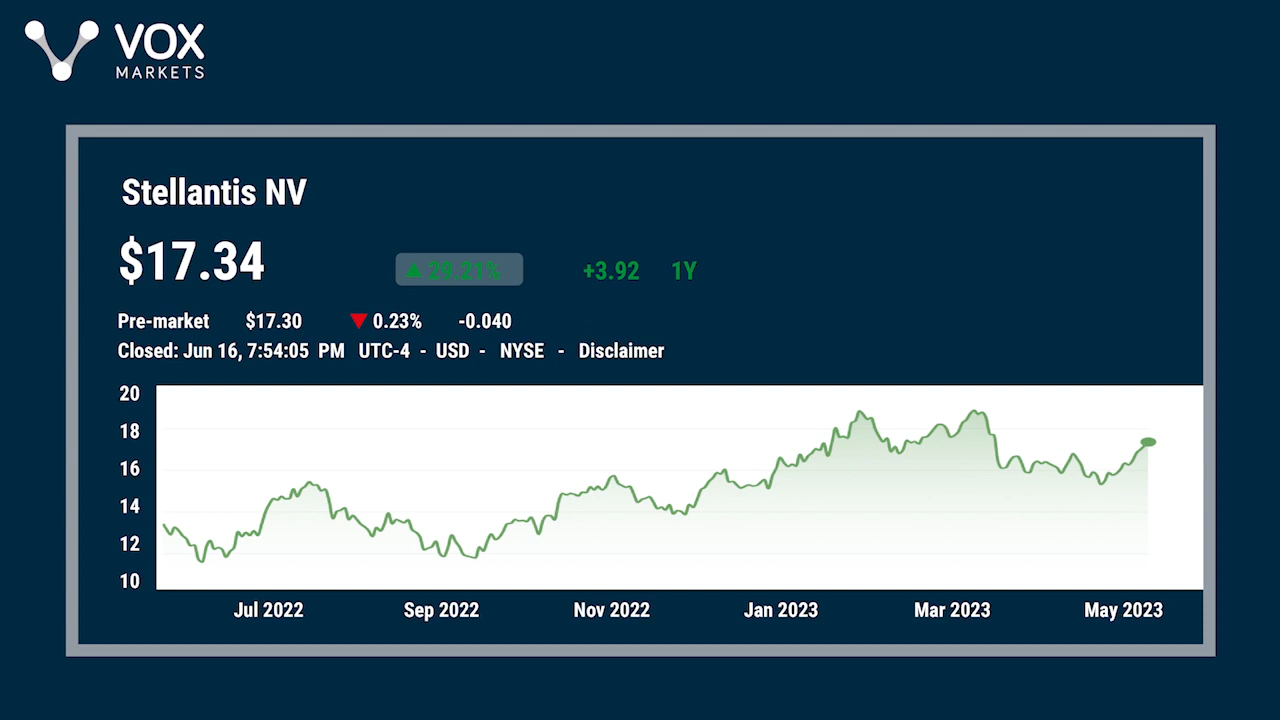 VOX
MARKETS
Stellantis NV
$17.34 ▲ 29.21% +3.92 1Y
Pre-market $17.30 ▼ 0.23% -0.040
Closed: Jun 16, 7:54:05 PM UTC-4 - USD - NYSE - Disclaimer
20
18
16
14
12
10
Jul 2022 Sep 2022 Nov 2022 Jan 2023 Mar 2023 May 2023